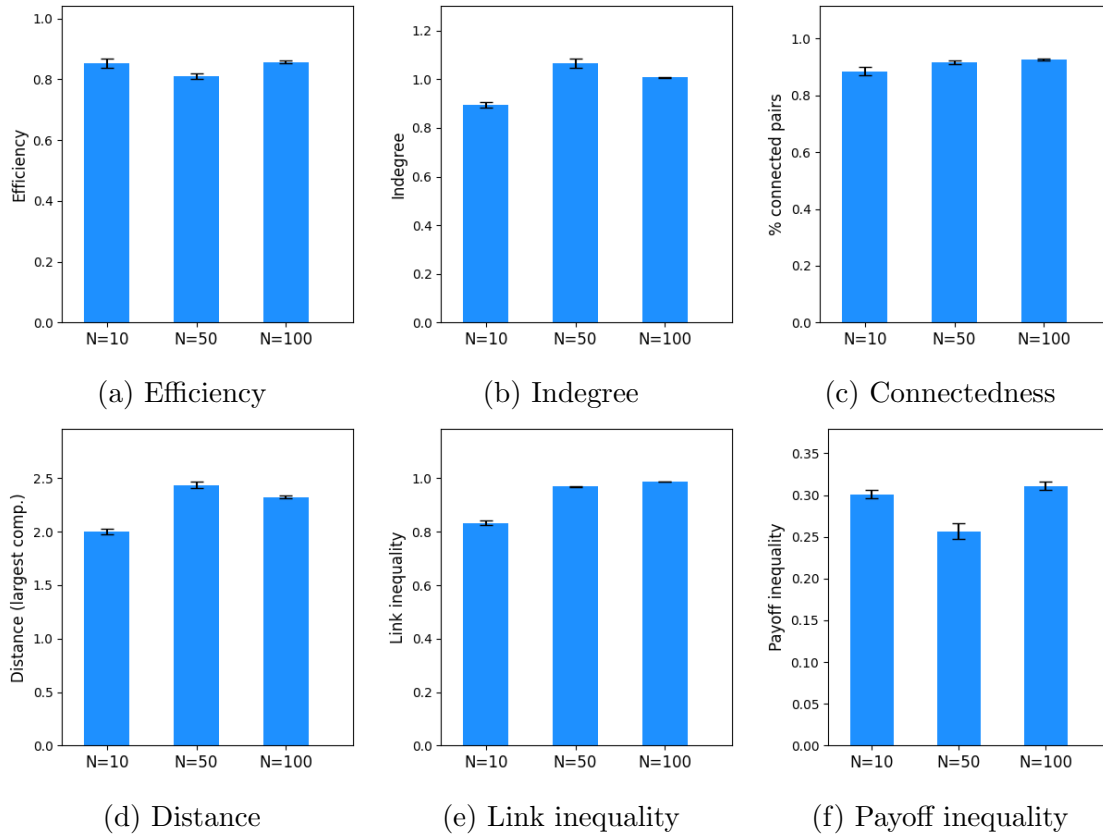 Efficiency
1.0
0.8
0.6
0.4
0.2
0.0
N=10 N=50 N=100
(a) Efficiency
Indegree
1.2
1.0
0.8
0.6
0.4
0.2
0.0
N=10 N=50 N=100
(b) Indegree
% connected pairs
1.0
0.8
0.6
0.4
0.2
0.0
N=10 N=50 N=100
(c) Connectedness
Distance (largest comp.)
2.5
2.0
1.5
1.0
0.5
0.0
N=10 N=50 N=100
(d) Distance
Link inequality
1.0
0.8
0.6
0.4
0.2
0.0
N=10 N=50 N=100
(e) Link inequality
Payoff inequality
0.35
0.30
0.25
0.20
0.15
0.10
0.05
0.00
N=10 N=50 N=100
(f) Payoff inequality